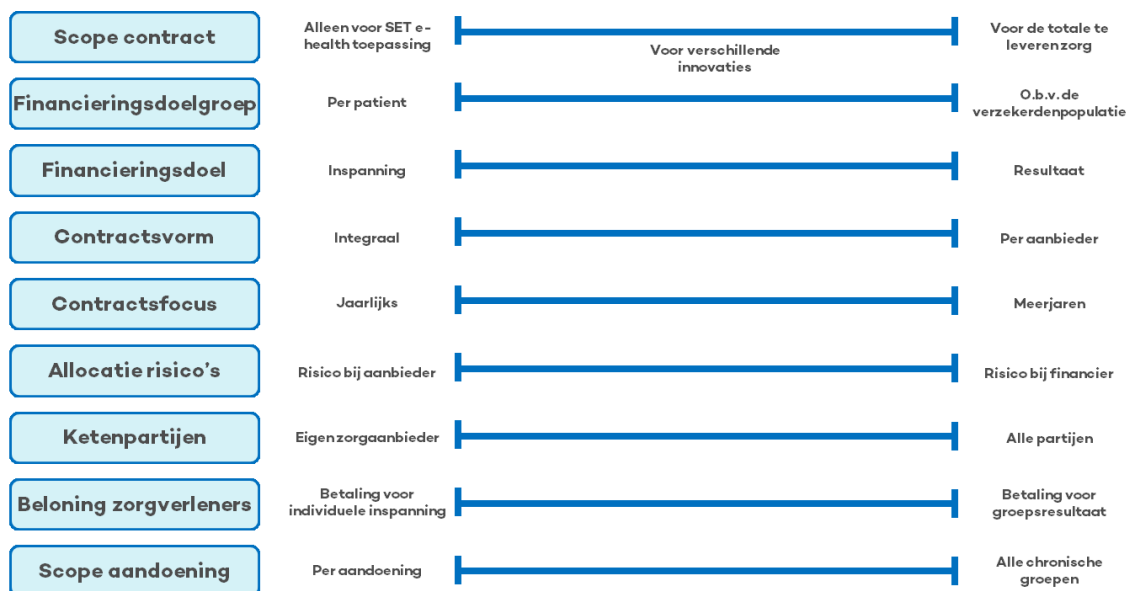 Scope contract
Alleen voor SET e-
health toepassing
Voor verschillende
innovaties
Voor de totale te
leveren zorg
Financieringsdoelgroep
Per patient
O.b.v. de
verzekerdenpopulatie
Financieringsdoel
Inspanning
Resultaat
Contractsvorm
Integraal
Per aanbieder
Contractsfocus
Jaarlijks
Meerjaren
Allocatie risico's
Risico bij aanbieder
Risico bij financier
Ketenpartijen
Eigen zorgaanbieder
Alle partijen
Beloning zorgverleners
Betaling voor
individuele inspanning
Betaling voor
groepsresultaat
Scope aandoening
Per aandoening
Alle chronische
groepen